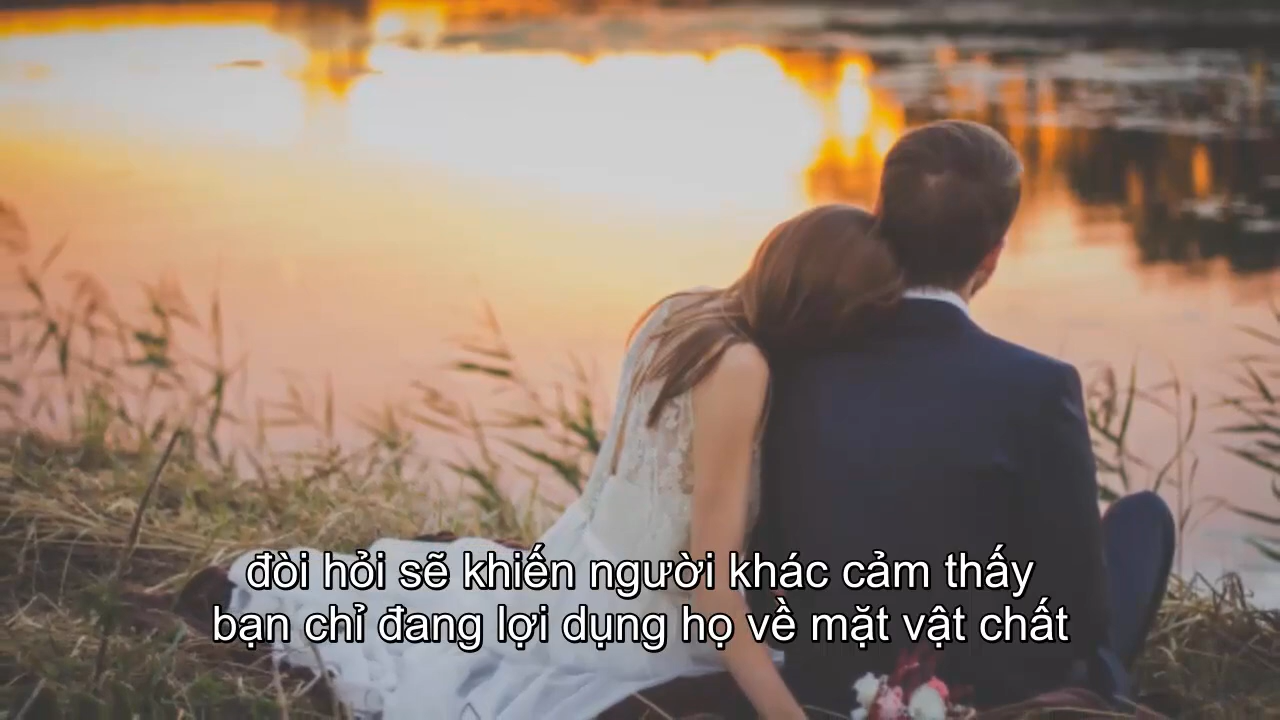 đòi hỏi sẽ khiến người khác cảm thấy
bạn chỉ đang lợi dụng họ về mặt vật chất